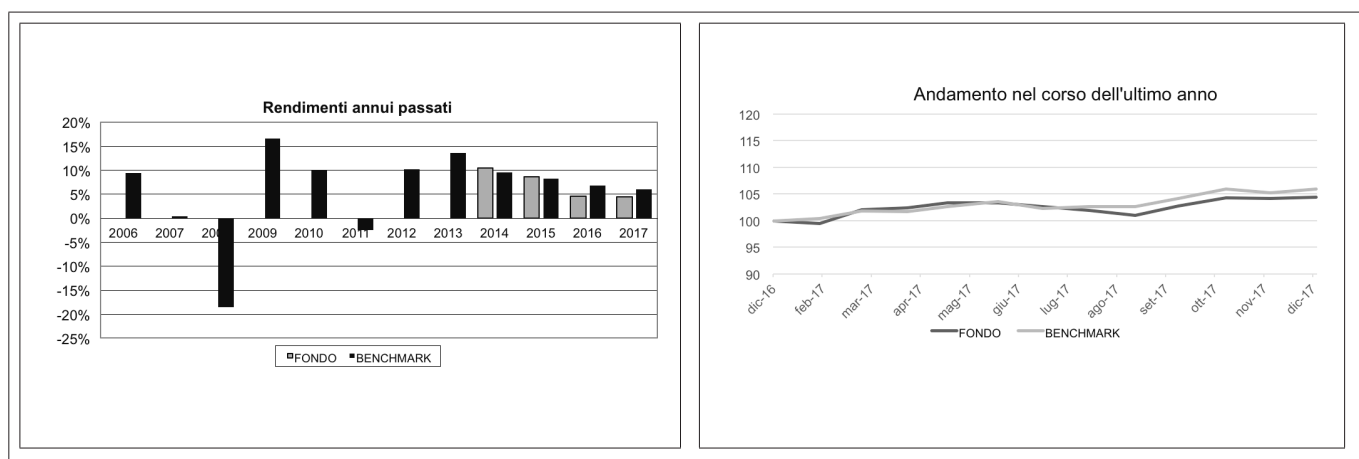 Rendimenti annui passati
20%
15%
10%
5%
0%
-5%
-10%
-15%
-20%
-25%
2006 2007 2008 2009 2010 2011 2012 2013 2014 2015 2016 2017
FONDO BENCHMARK
Andamento nel corso dell'ultimo anno
120
115
110
105
100
95
90
dic-16 feb-17 mar-17 apr-17 mag-17 giu-17 lug-17 ago-17 set-17 ott-17 nov-17 dic-17
FONDO BENCHMARK